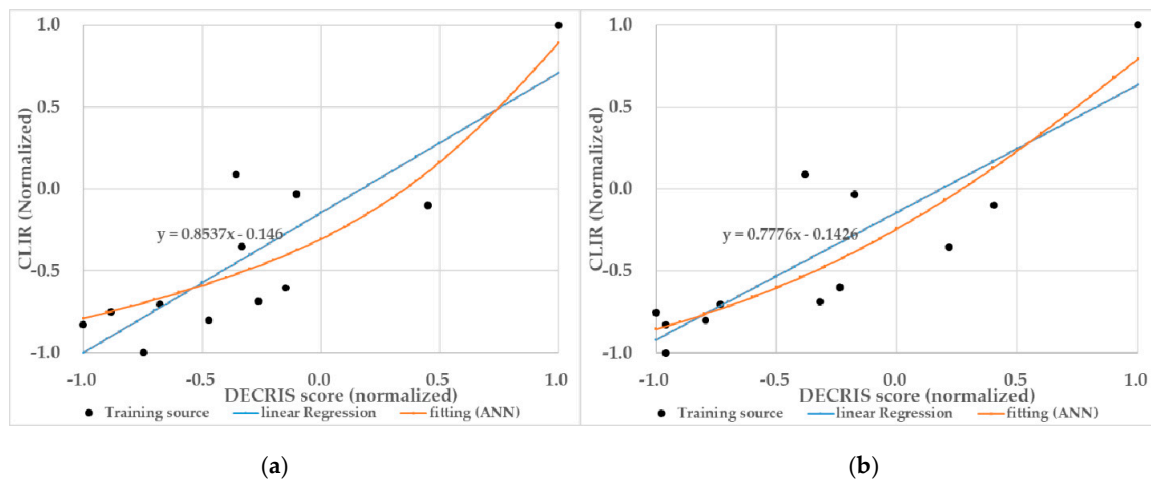 1.0
0.5
0.0
-0.5
-1.0
CLIR (Normalized)
y = 0.8537x - 0.146
-1.0 -0.5 0.0 0.5 1.0
DECRIS score (normalized)
Training source linear Regression fitting (ANN)
(a)
1.0
0.5
0.0
-0.5
-1.0
CLIR (Normalized)
y = 0.7776x - 0.1426
-1.0 -0.5 0.0 0.5 1.0
DECRIS score (normalized)
Training source linear Regression fitting (ANN)
(b)